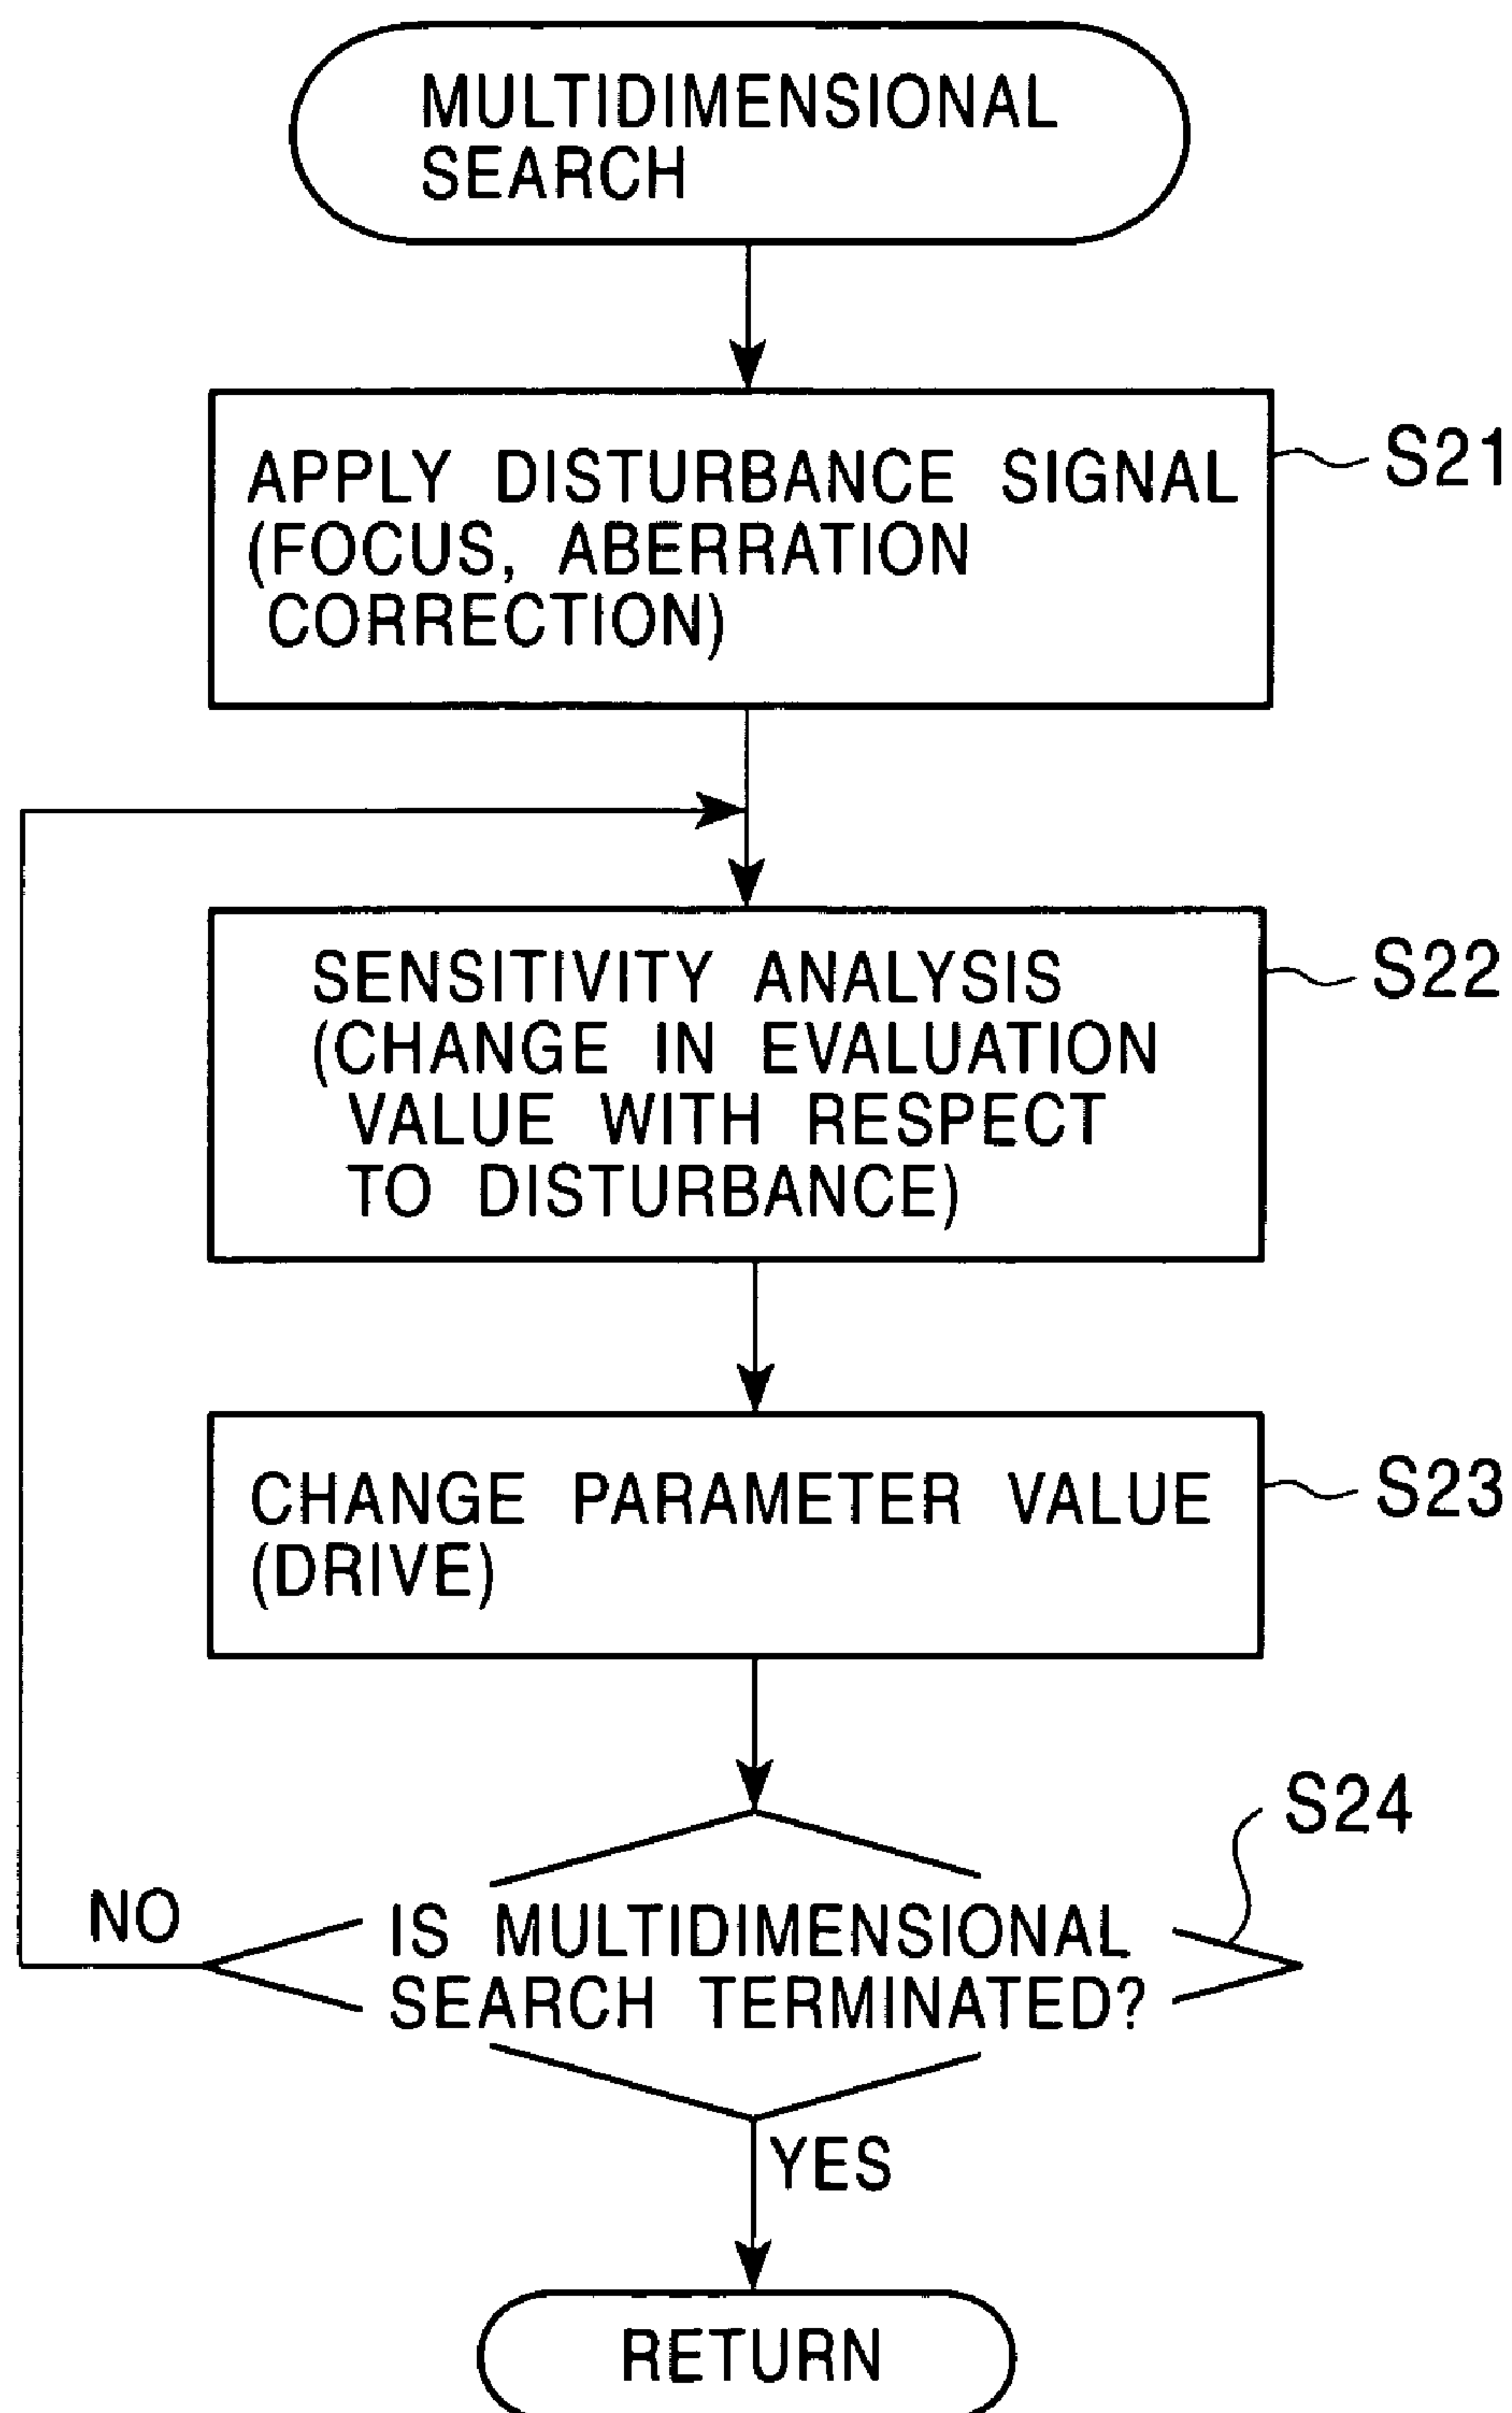 MULTIDIMENSIONAL
SEARCH
APPLY DISTURBANCE SIGNAL
(FOCUS, ABERRATION
CORRECTION)
S21
SENSITIVITY ANALYSIS
(CHANGE IN EVALUATION
VALUE WITH RESPECT
TO DISTURBANCE)
S22
CHANGE PARAMETER VALUE
(DRIVE)
S23
S24
NO
IS MULTIDIMENSIONAL
SEARCH TERMINATED?
YES
RETURN